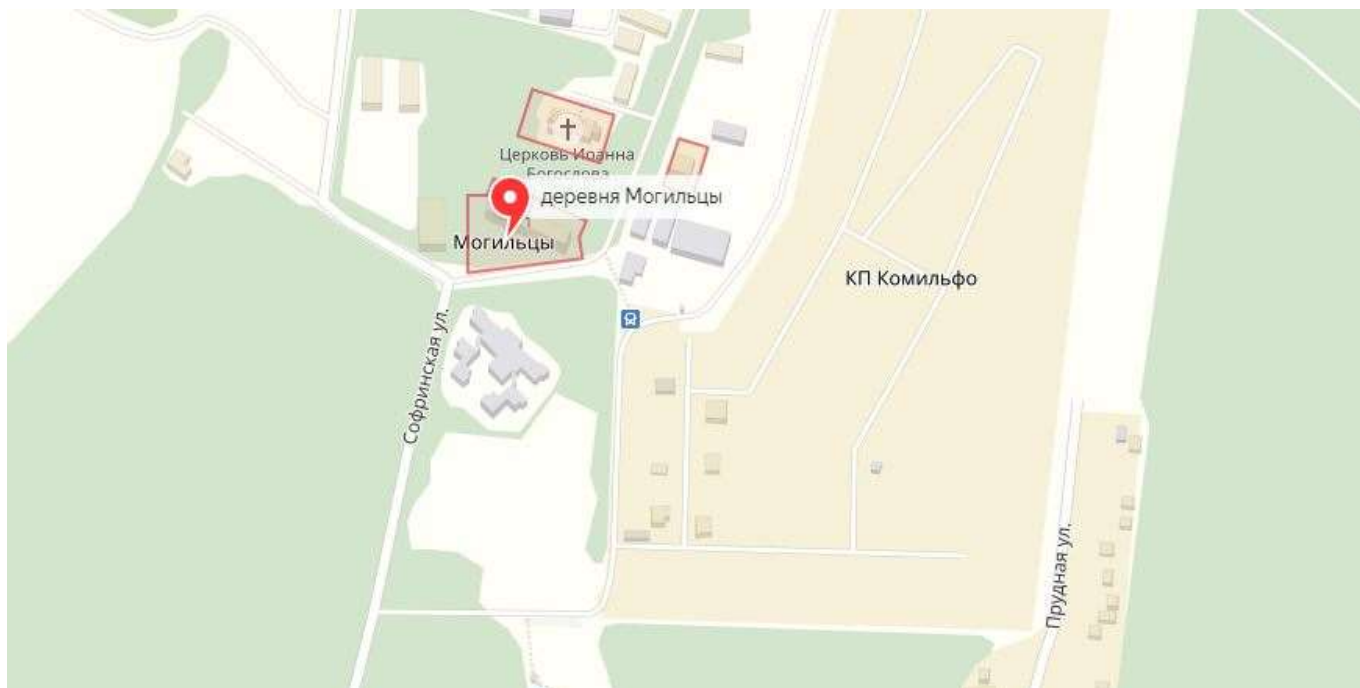 Церковь Иоанна
Богослова
деревня Могильцы
Могильцы
КП Комильфо
Софринская ул.
Прудная ул.